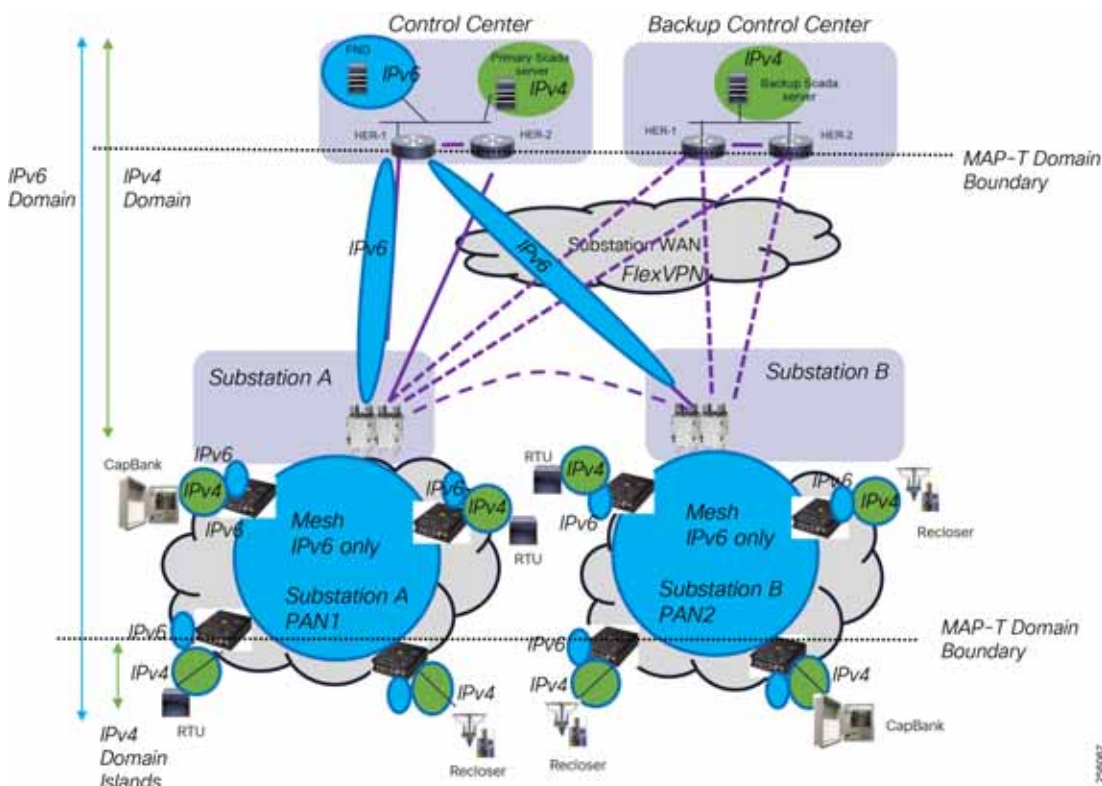 Control Center
Backup Control Center
FND
IPv6
Primary Scada
server
IPv4
IPv4
Backup Scada
server
HER-1
HER-2
HER-1
HER-2
MAP-T Domain
Boundary
IPv6
Domain
IPv4
Domain
IPv6
IPv6
Substation WAN
FlexVPN
Substation A
Substation B
CapBank
IPv6
IPv4
IPv6
IPv6
IPv4
RTU
RTU
IPv4
IPv6
IPv6
IPv4
Recloser
Mesh
IPv6 only
Substation A
PAN1
Mesh
IPv6 only
Substation B
PAN2
MAP-T Domain
Boundary
IPv6
IPv4
RTU
IPv4
Recloser
IPv6
IPv4
Recloser
IPv4
CapBank
IPv4
Domain
Islands
256067